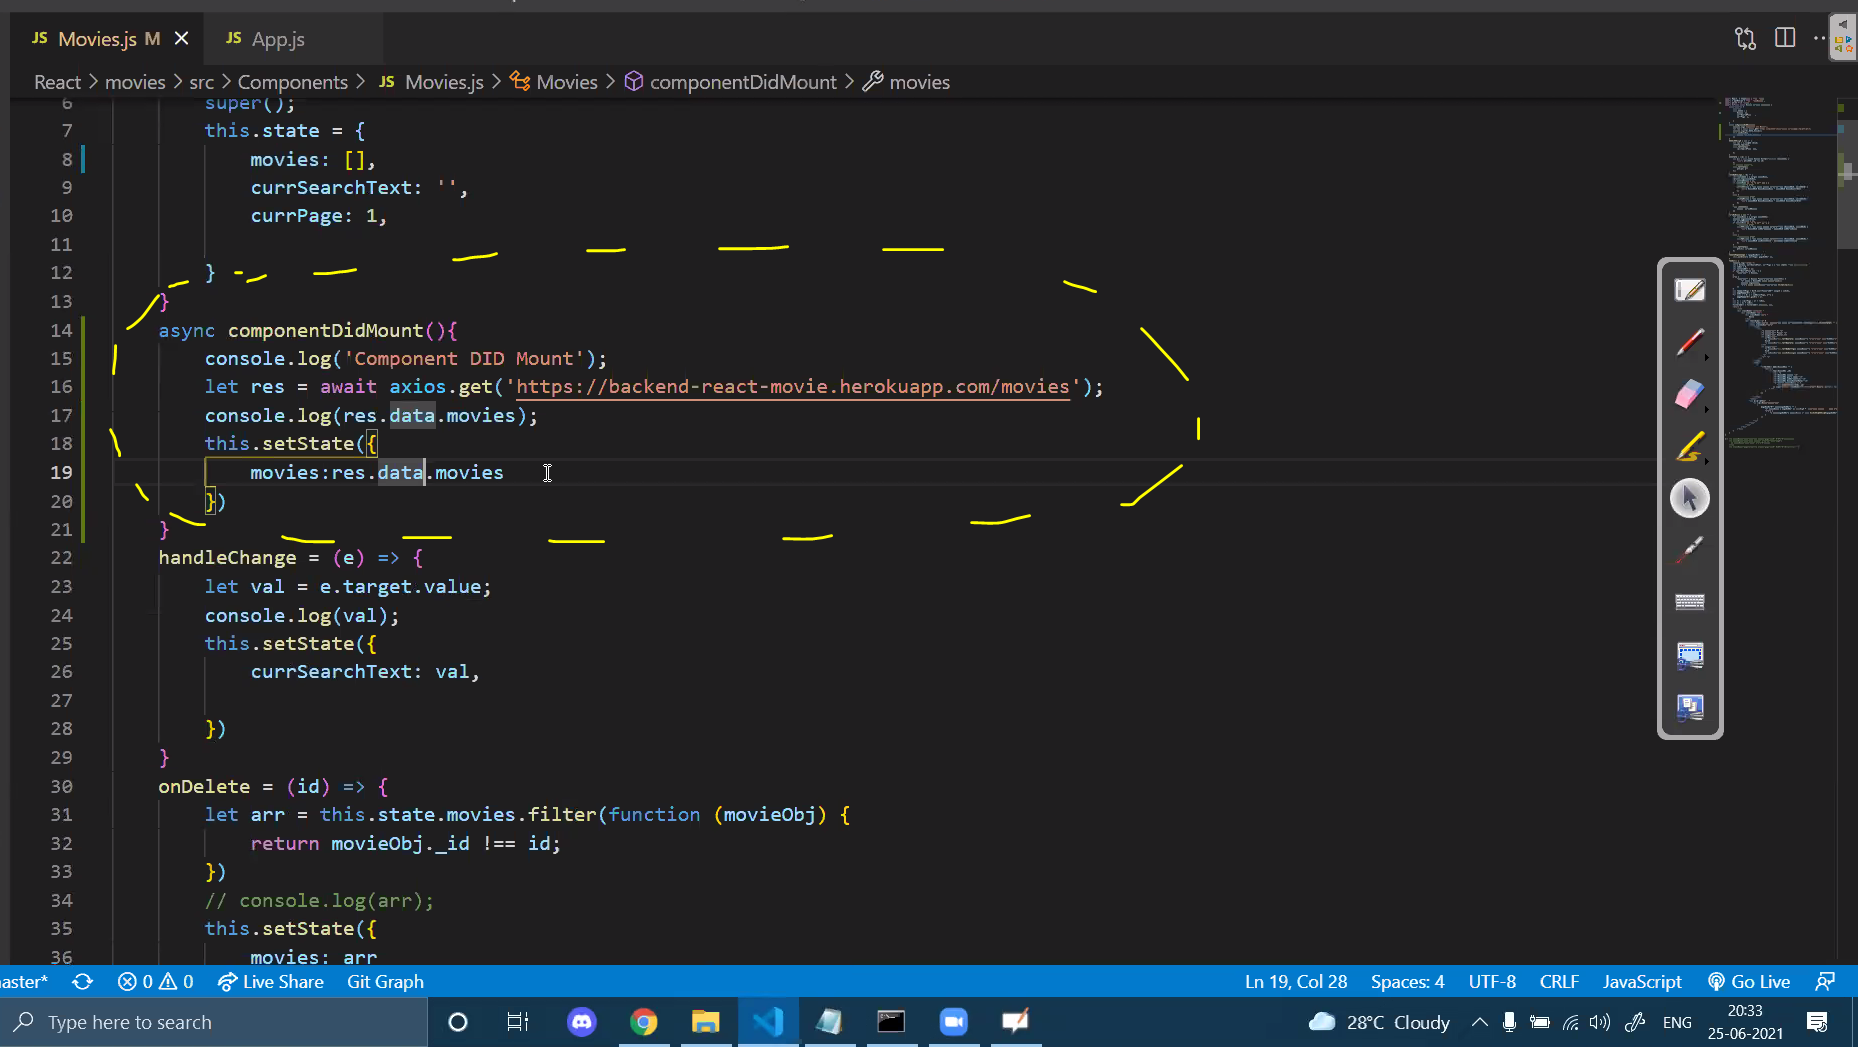 JS Movies.js M
JS App.js
React > movies > src > Components > JS Movies.js > Movies > componentDidMount > movies
6 super();
7 this.state = {
8 movies: [],
9 currSearchText: '',
10 currPage: 1,
11
12 }
13 }
14 async componentDidMount(){
15 console.log('Component DID Mount');
16 let res = await axios.get('https://backend-react-movie.herokuapp.com/movies');
17 console.log(res.data.movies);
18 this.setState({
19 movies:res.data.movies
20 })
21 }
22 handleChange = (e) => {
23 let val = e.target.value;
24 console.log(val);
25 this.setState({
26 currSearchText: val,
27
28 })
29 }
30 onDelete = (id) => {
31 let arr = this.state.movies.filter(function (movieObj) {
32 return movieObj._id !== id;
33 })
34 // console.log(arr);
35 this.setState({
36 movies: arr
aster* 0 0 Live Share Git Graph Ln 19, Col 28 Spaces: 4 UTF-8 CRLF JavaScript Go Live
Type here to search 28°C Cloudy ENG 20:33
25-06-2021